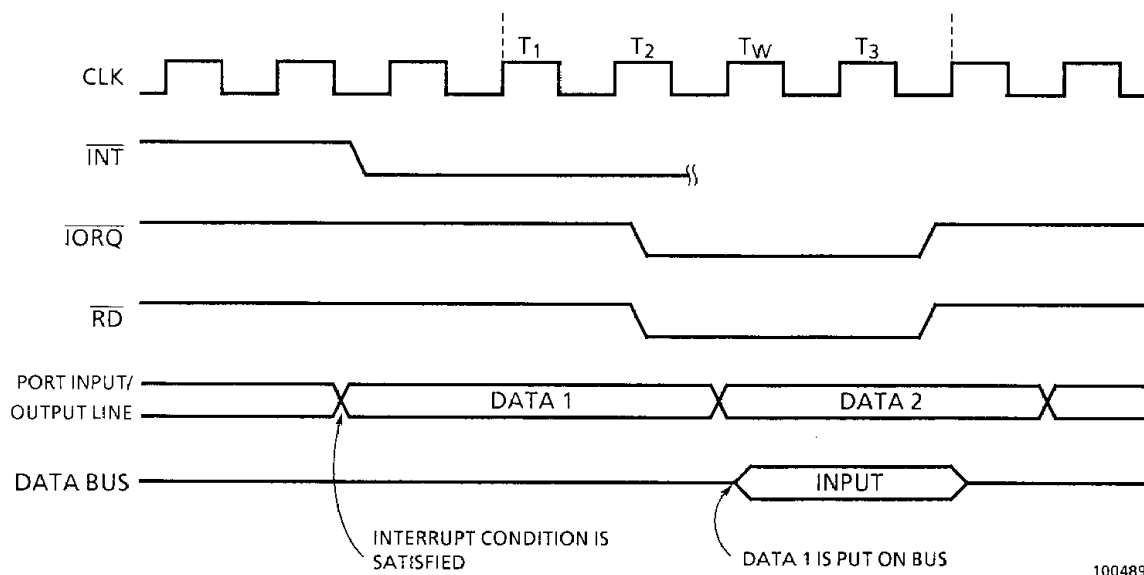 T1 T2 TW T3
CLK
INT
IORQ
RD
PORT INPUT/
OUTPUT LINE
DATA 1 DATA 2
DATA BUS
INPUT
INTERRUPT CONDITION IS
SATISFIED
DATA 1 IS PUT ON BUS
100489